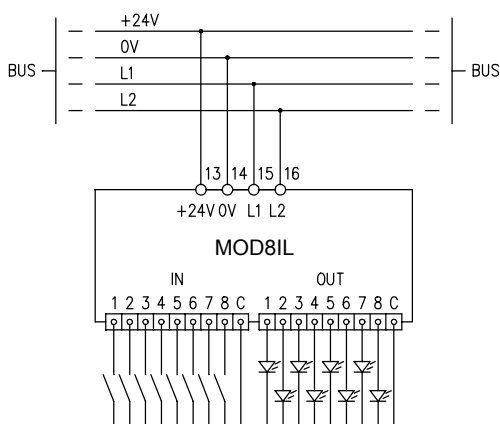 +24V
0V
BUS
BUS
L1
L2
13 14 15 16
+24V 0V L1 L2
MOD8IL
IN OUT
1 2 3 4 5 6 7 8 C 1 2 3 4 5 6 7 8 C